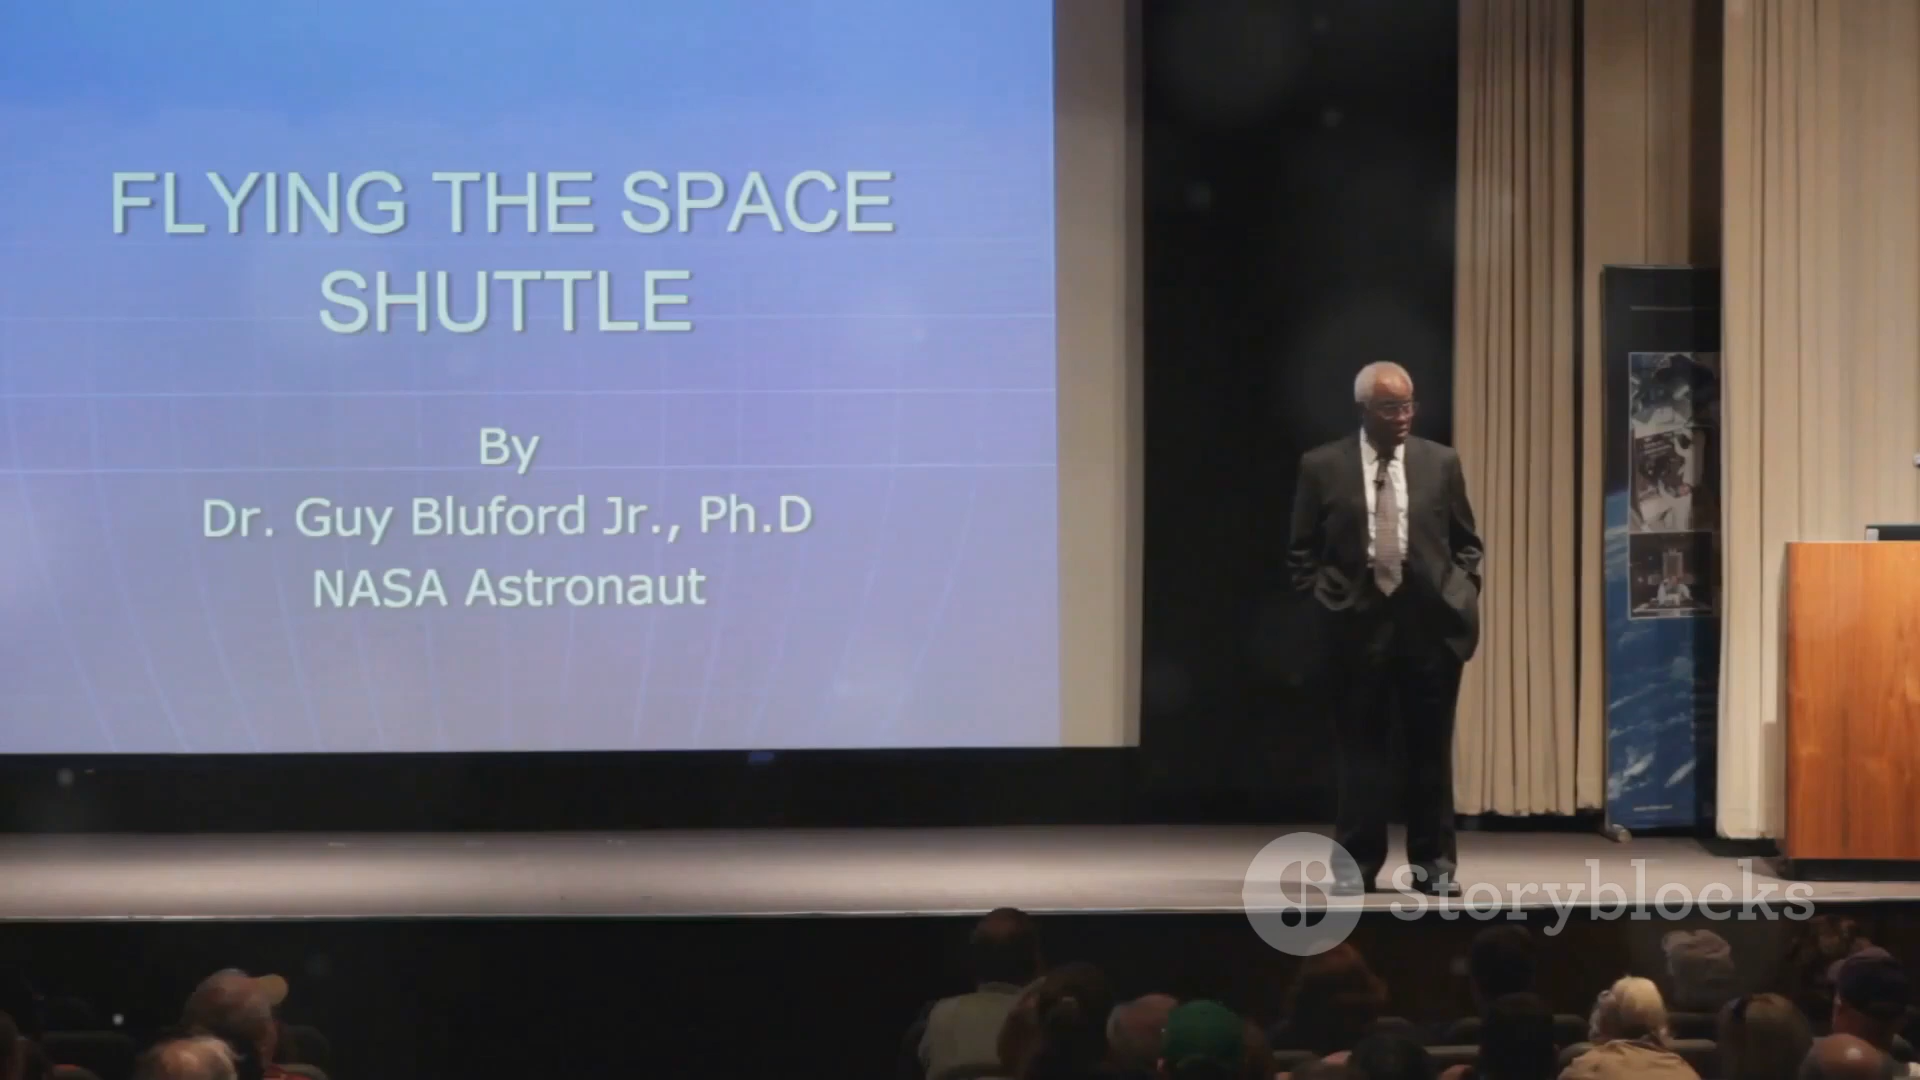 FLYING THE SPACE
SHUTTLE
By
Dr. Guy Bluford Jr., Ph.D
NASA Astronaut
Storyblocks